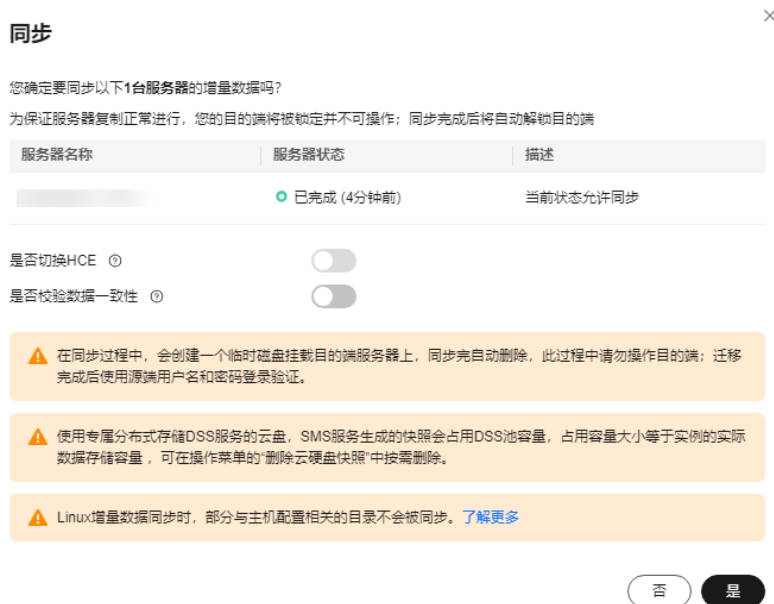 同步
您确定要同步以下1台服务器的增量数据吗?
为保证服务器复制正常进行，您的目的端将被锁定并不可操作；同步完成后将自动解锁目的端
服务器名称 服务器状态 描述
已完成 (4分钟前) 当前状态允许同步
是否切换HCE
是否校验数据一致性
在同步过程中，会创建一个临时磁盘挂载目的端服务器上，同步完自动删除，此过程中请勿操作目的端；迁移
完成后使用源端用户名和密码登录验证。
使用专属分布式存储DSS服务的云盘，SMS服务生成的快照会占用DSS池容量，占用容量大小等于实例的实际
数据存储容量 ，可在操作菜单的“删除云硬盘快照”中按需删除。
Linux增量数据同步时，部分与主机配置相关的目录不会被同步。了解更多
否 是